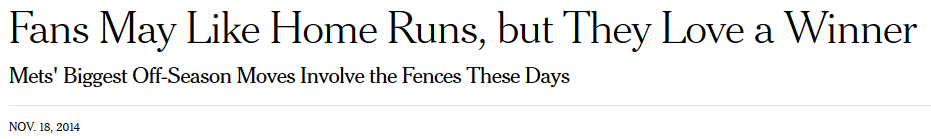 Fans May Like Home Runs, but They Love a Winner
Mets' Biggest Off-Season Moves Involve the Fences These Days
NOV. 18, 2014